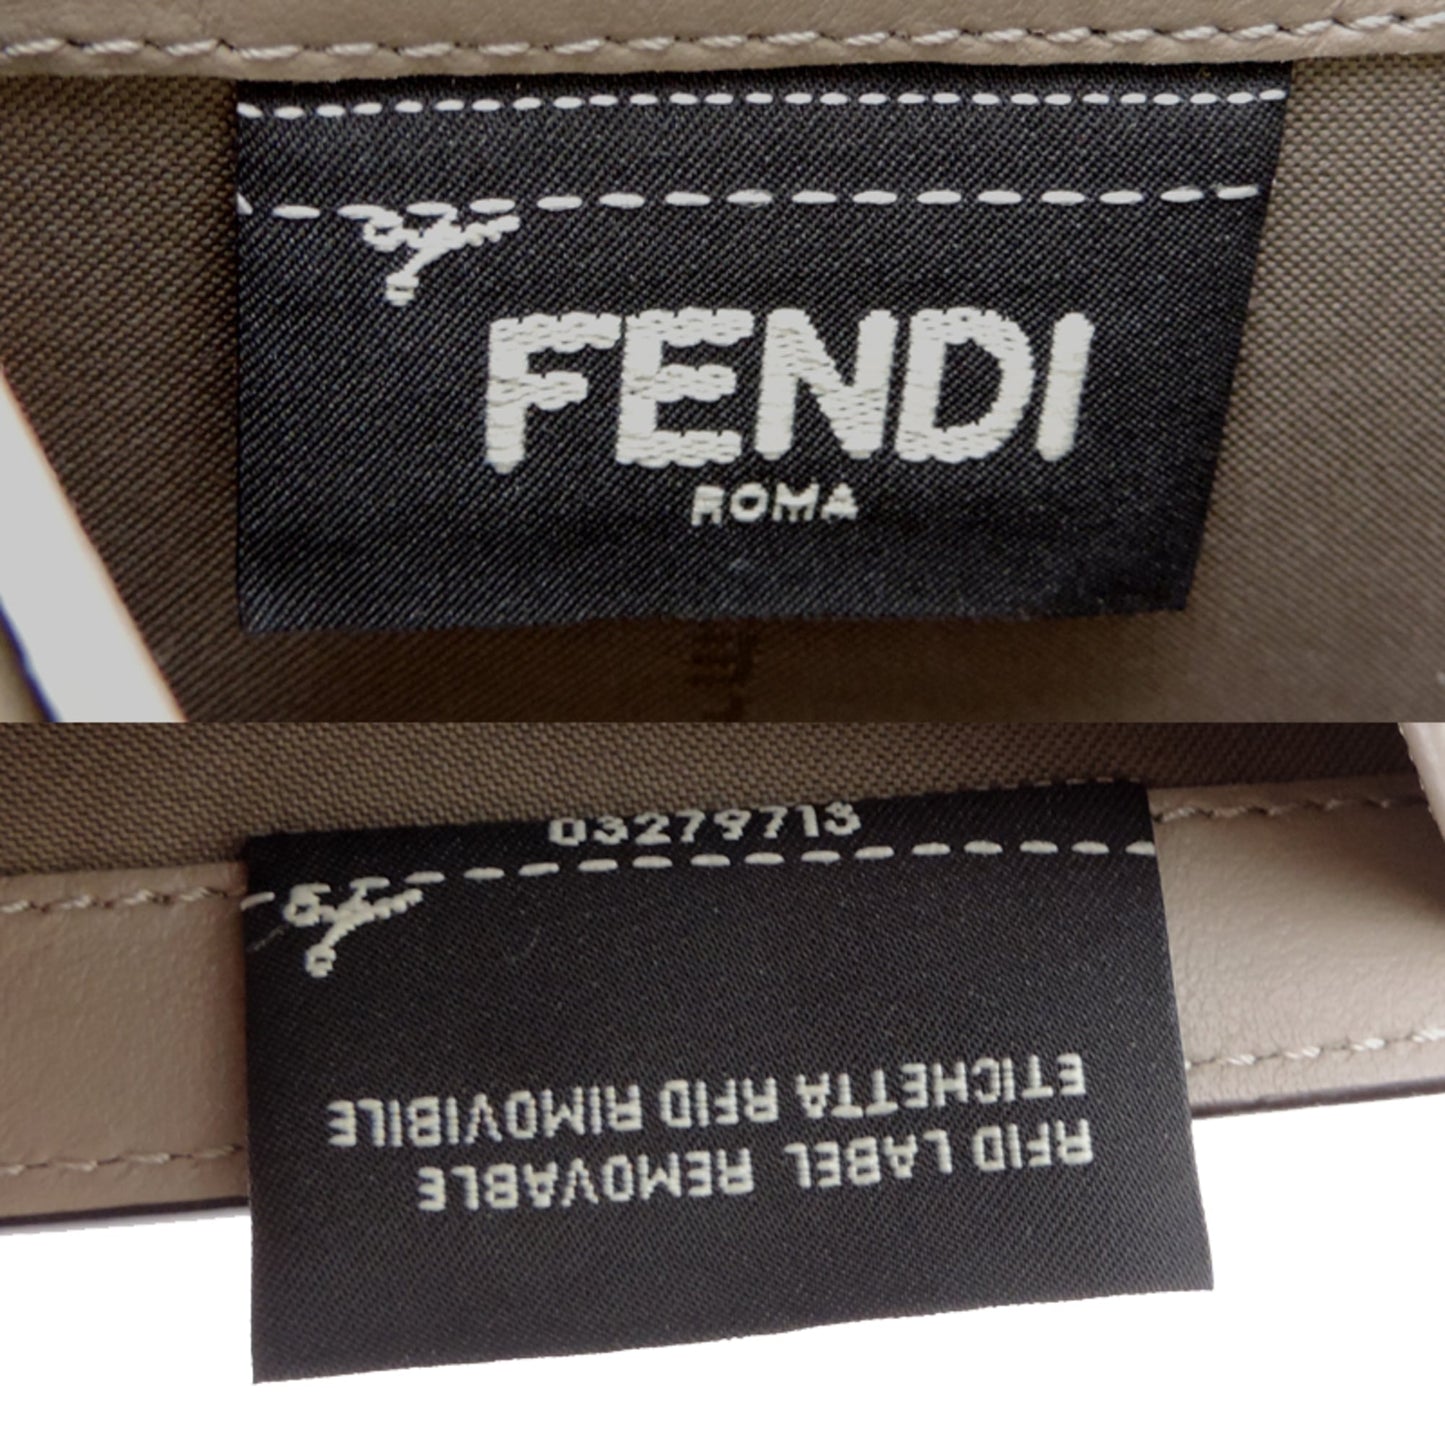 FENDI
ROMA
03279713
RFID LABEL REMOVABLE
ETICHETTA RFID RIMOVIBILE